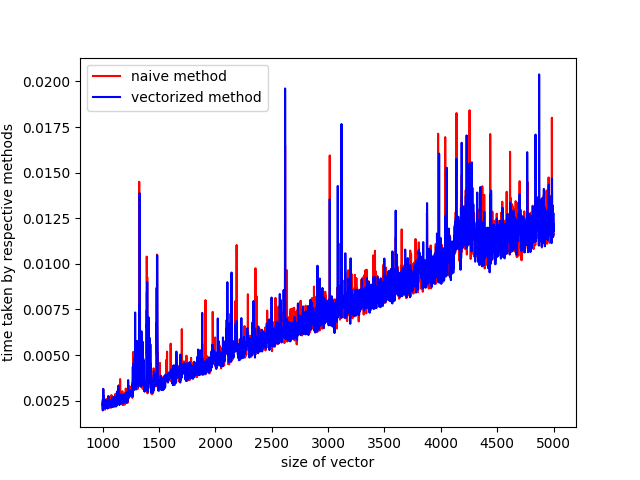 naive method
vectorized method
time taken by respective methods
0.0200
0.0175
0.0150
0.0125
0.0100
0.0075
0.0050
0.0025
1000 1500 2000 2500 3000 3500 4000 4500 5000
size of vector